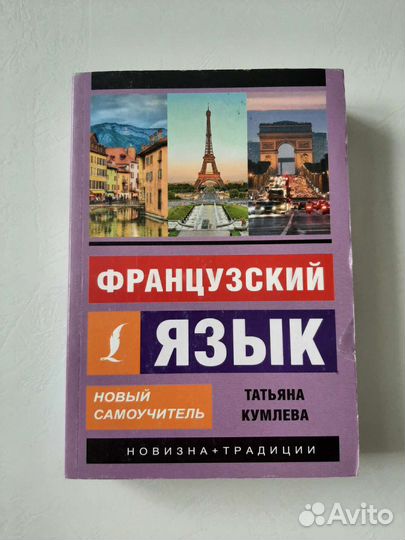 ФРАНЦУЗСКИЙ
ЯЗЫК
НОВЫЙ
САМОУЧИТЕЛЬ
ТАТЬЯНА
КУМЛЕВА
НОВИЗНА+ТРАДИЦИИ
Avito